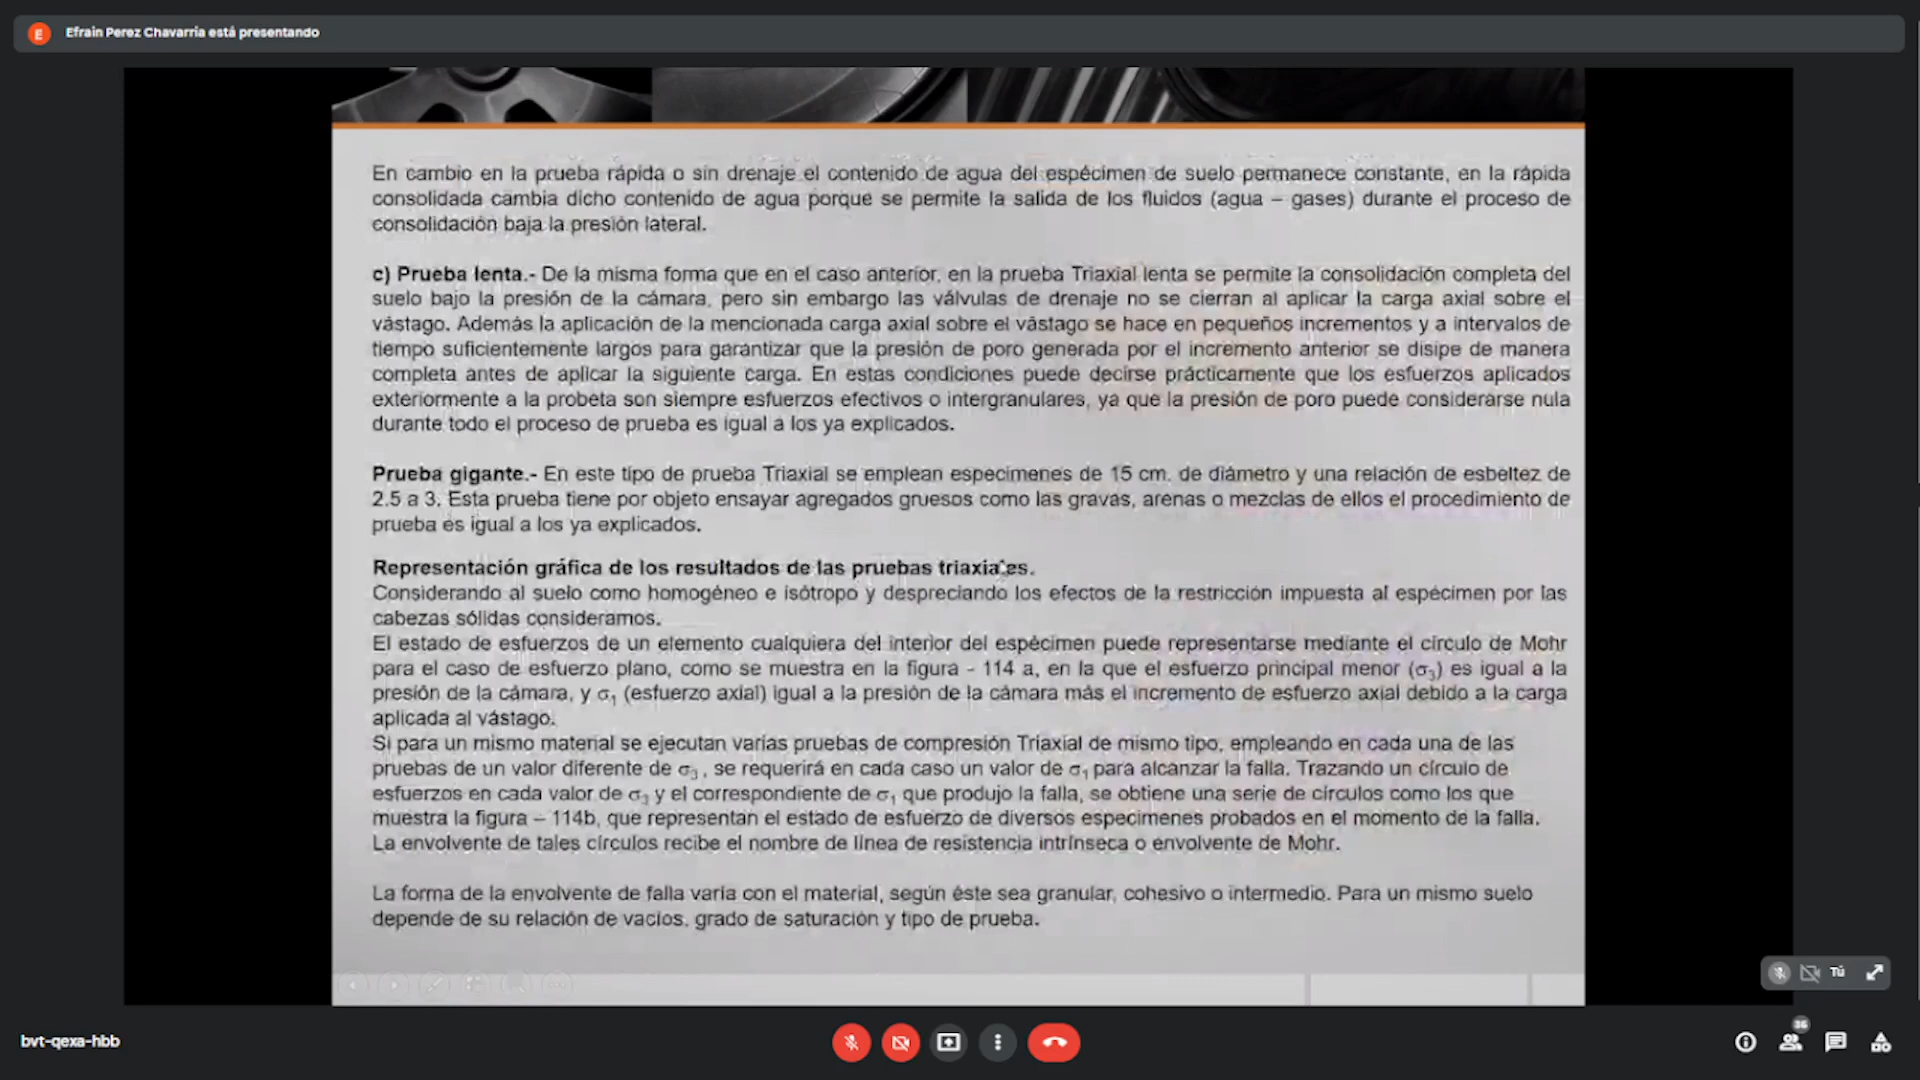 E
Efrain Perez Chavarria está presentando
En cambio en la prueba rápida o sin drenaje el contenido de agua del espécimen de suelo permanece constante, en la rápida
consolidada cambia dicho contenido de agua porque se permite la salida de los fluidos (agua – gases) durante el proceso de
consolidación baja la presión lateral.
c) Prueba lenta.- De la misma forma que en el caso anterior, en la prueba Triaxial lenta se permite la consolidación completa del
suelo bajo la presión de la cámara, pero sin embargo las válvulas de drenaje no se cierran al aplicar la carga axial sobre el
vástago. Además la aplicación de la mencionada carga axial sobre el vástago se hace en pequeños incrementos y a intervalos de
tiempo suficientemente largos para garantizar que la presión de poro generada por el incremento anterior se disipe de manera
completa antes de aplicar la siguiente carga. En estas condiciones puede decirse prácticamente que los esfuerzos aplicados
exteriormente a la probeta son siempre esfuerzos efectivos o intergranulares, ya que la presión de poro puede considerarse nula
durante todo el proceso de prueba es igual a los ya explicados.
Prueba gigante.- En este tipo de prueba Triaxial se emplean especimenes de 15 cm. de diámetro y una relación de esbeltez de
2.5 a 3. Esta prueba tiene por objeto ensayar agregados gruesos como las gravas, arenas o mezclas de ellos el procedimiento de
prueba es igual a los ya explicados.
Representación gráfica de los resultados de las pruebas triaxiales.
Considerando al suelo como homogéneo e isótropo y despreciando los efectos de la restricción impuesta al espécimen por las
cabezas sólidas consideramos.
El estado de esfuerzos de un elemento cualquiera del interior del espécimen puede representarse mediante el círculo de Mohr
para el caso de esfuerzo plano, como se muestra en la figura - 114 a, en la que el esfuerzo principal menor (σ₃) es igual a la
presión de la cámara, y σ₁ (esfuerzo axial) igual a la presión de la cámara más el incremento de esfuerzo axial debido a la carga
aplicada al vástago.
Si para un mismo material se ejecutan varias pruebas de compresión Triaxial de mismo tipo, empleando en cada una de las
pruebas de un valor diferente de σ₃ , se requerirá en cada caso un valor de σ₁ para alcanzar la falla. Trazando un círculo de
esfuerzos en cada valor de σ₃ y el correspondiente de σ₁ que produjo la falla, se obtiene una serie de círculos como los que
muestra la figura – 114b, que representan el estado de esfuerzo de diversos especimenes probados en el momento de la falla.
La envolvente de tales círculos recibe el nombre de línea de resistencia intrínseca o envolvente de Mohr.
La forma de la envolvente de falla varía con el material, según éste sea granular, cohesivo o intermedio. Para un mismo suelo
depende de su relación de vacíos, grado de saturación y tipo de prueba.
Tú
bvt-qexa-hbb
36